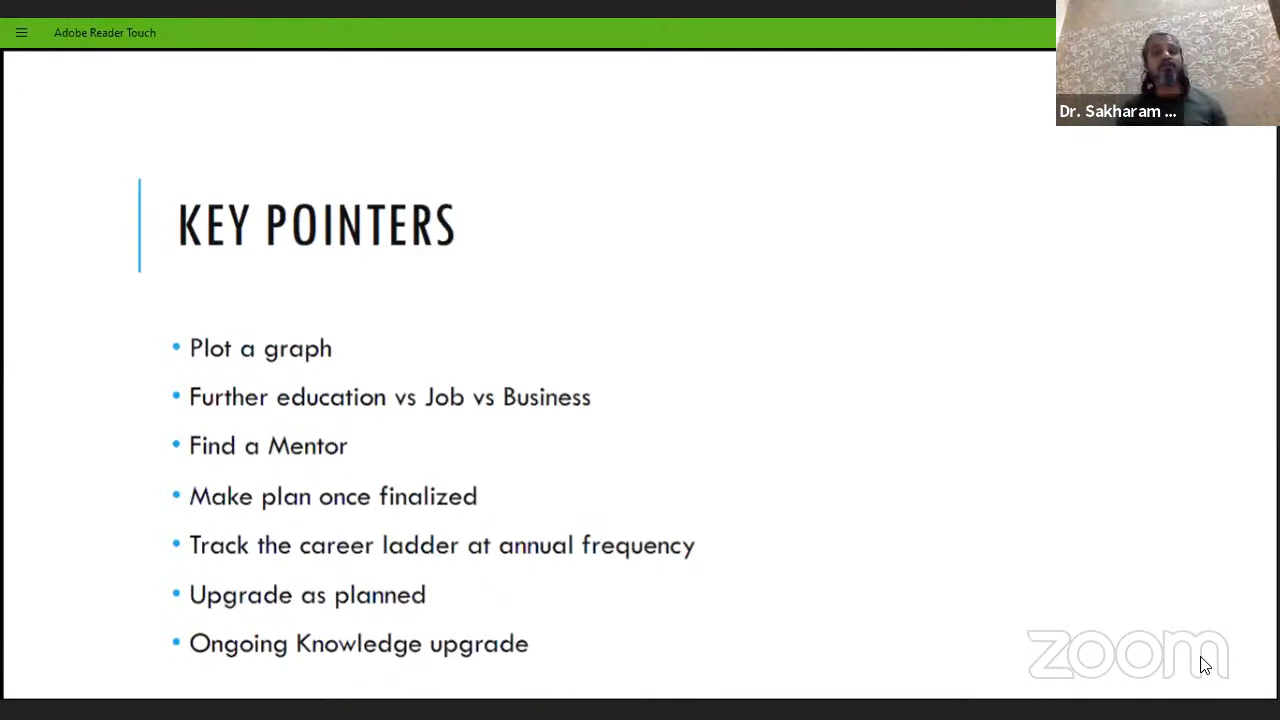 Adobe Reader Touch
Dr. Sakharam ...
KEY POINTERS
• Plot a graph
• Further education vs Job vs Business
• Find a Mentor
• Make plan once finalized
• Track the career ladder at annual frequency
• Upgrade as planned
• Ongoing Knowledge upgrade
zoom